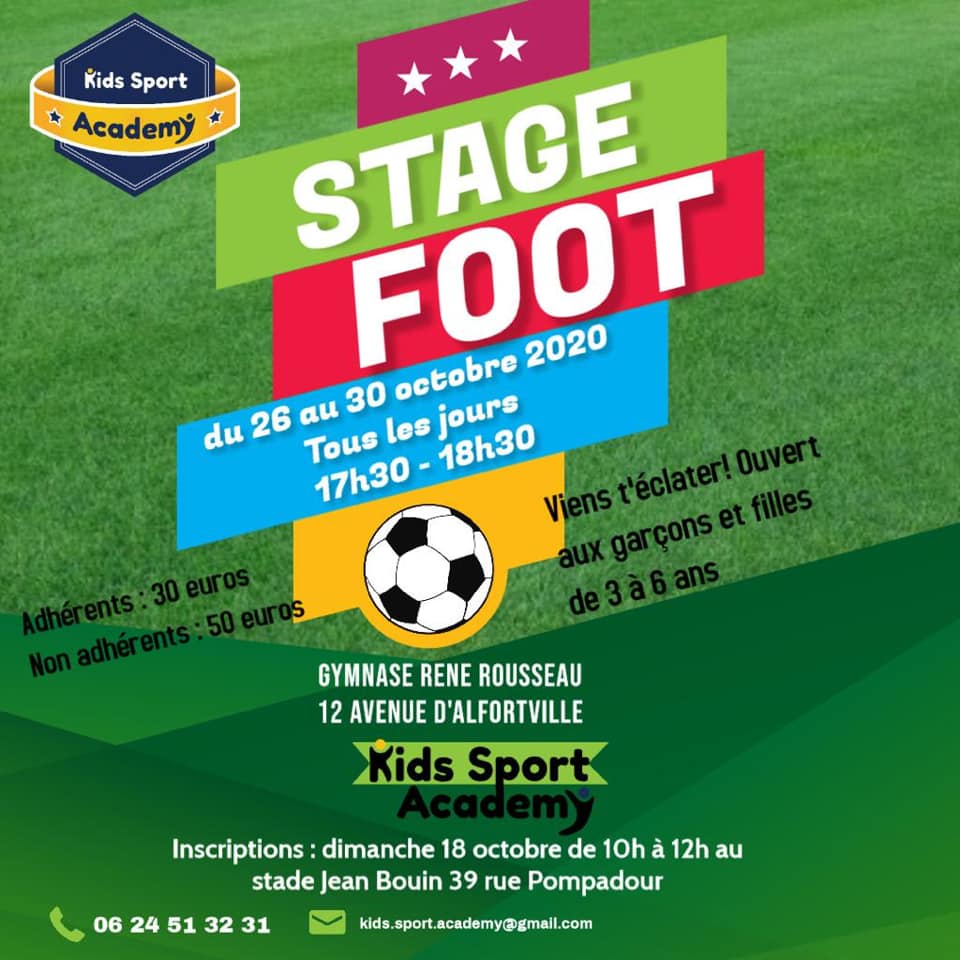 Kids Sport
Academy
STAGE
FOOT
du 26 au 30 octobre 2020
Tous les jours
17h30 - 18h30
Viens t'éclater! Ouvert
aux garçons et filles
de 3 à 6 ans
Adhérents : 30 euros
Non adhérents : 50 euros
GYMNASE RENE ROUSSEAU
12 AVENUE D'ALFORTVILLE
Kids Sport
Academy
Inscriptions : dimanche 18 octobre de 10h à 12h au
stade Jean Bouin 39 rue Pompadour
06 24 51 32 31
kids.sport.academy@gmail.com